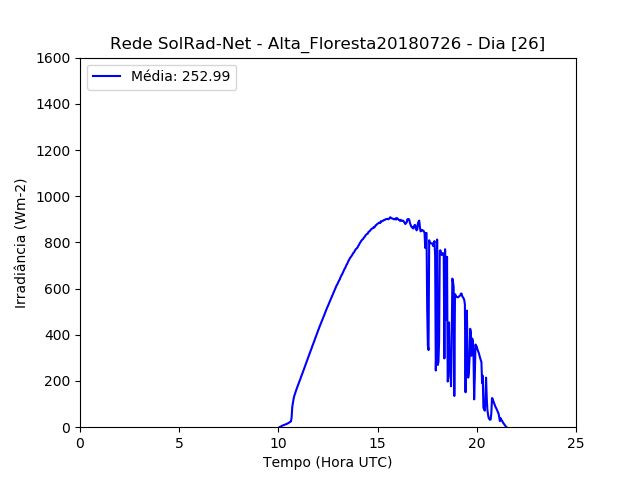 Rede SolRad-Net - Alta_Floresta20180726 - Dia [26]
Média: 252.99
1600
1400
1200
1000
800
600
400
200
0
Irradiância (Wm-2)
0 5 10 15 20 25
Tempo (Hora UTC)